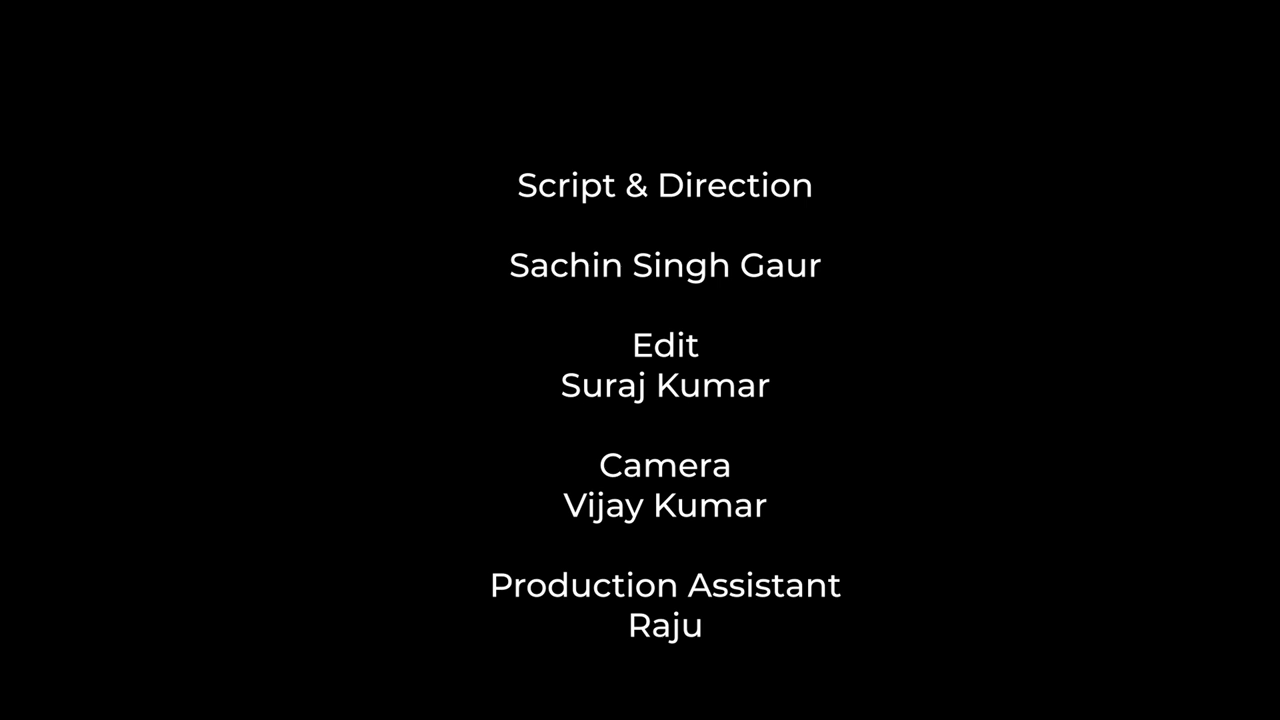 Script & Direction
Sachin Singh Gaur
Edit
Suraj Kumar
Camera
Vijay Kumar
Production Assistant
Raju